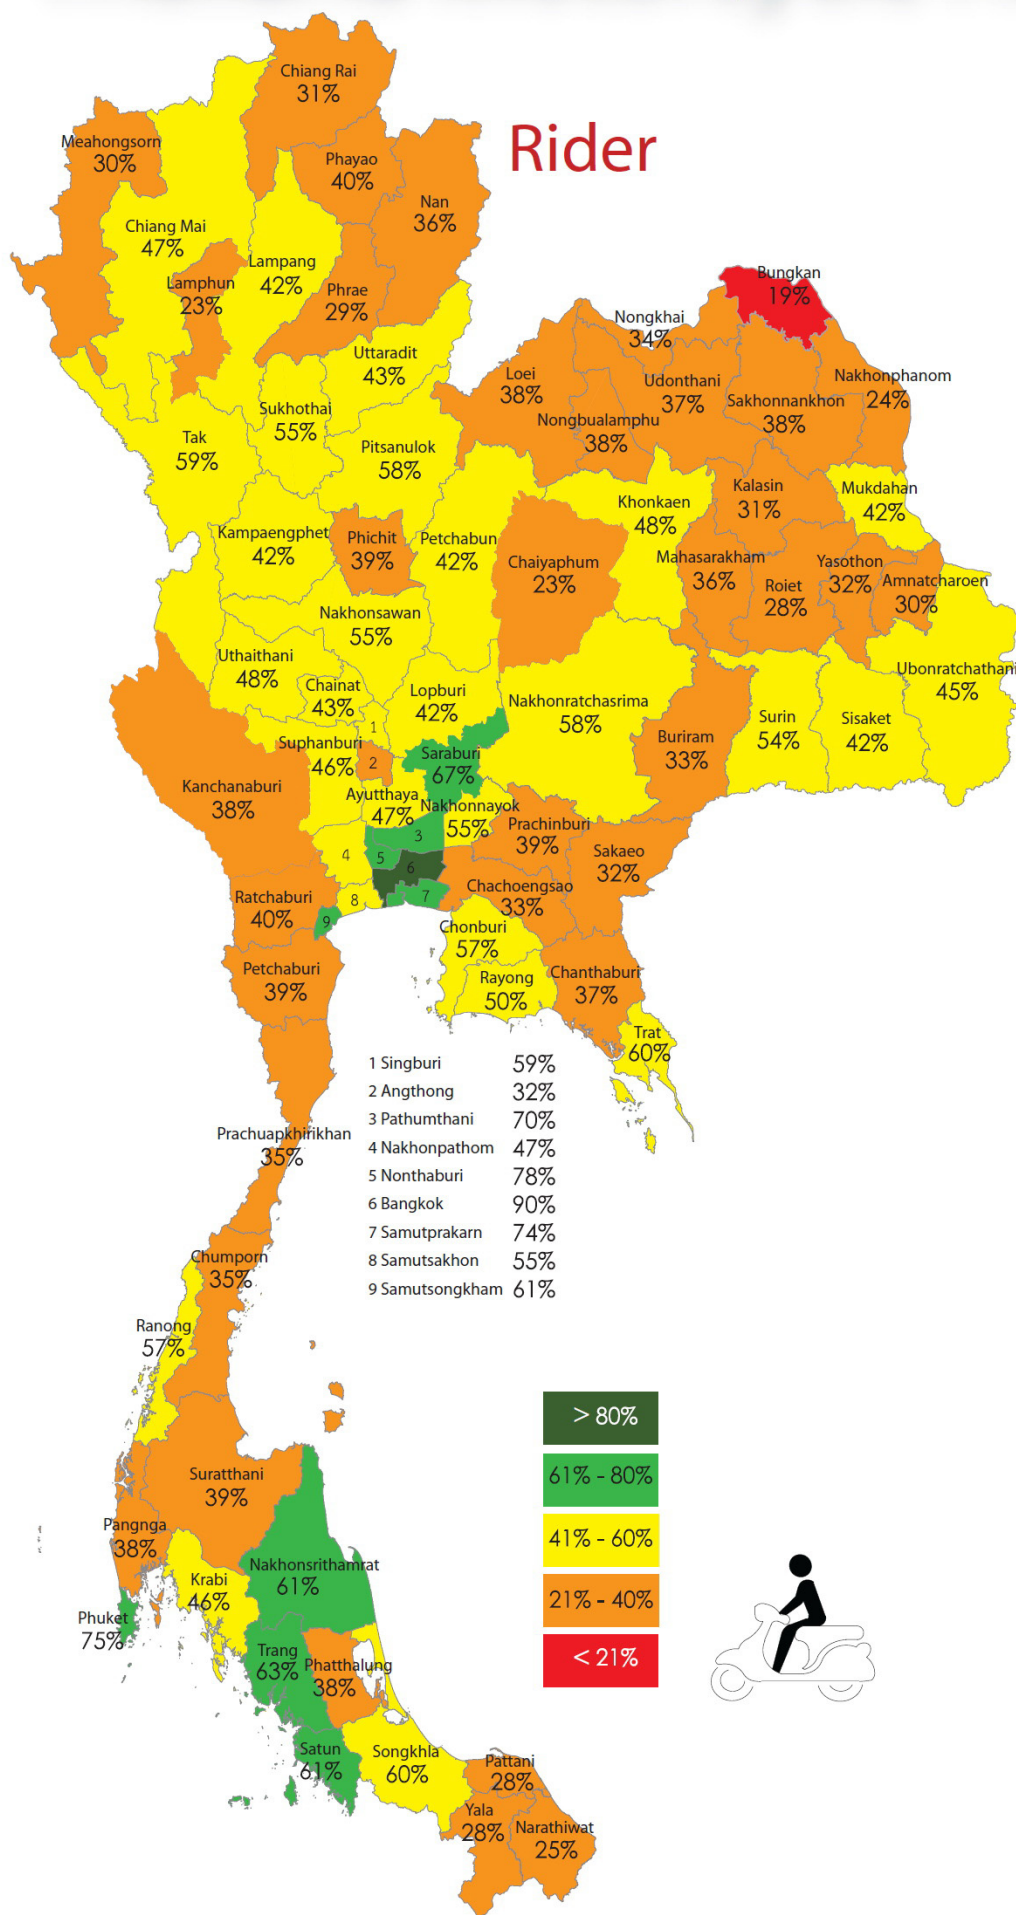 Rider
Chiang Rai
31%
Meahongsorn
30%
Phayao
40%
Nan
36%
Chiang Mai
47%
Lampang
42%
Lamphun
23%
Phrae
29%
Bungkan
19%
Nongkhai
34%
Uttaradit
43%
Loei
38%
Udonthani
37%
Nakhonphanom
24%
Sakhonnankhon
38%
Sukhothai
55%
Nongbualamphu
38%
Tak
59%
Pitsanulok
58%
Kalasin
31%
Mukdahan
42%
Khonkaen
48%
Kampaengphet
42%
Phichit
39%
Petchabun
42%
Chaiyaphum
23%
Mahasarakham
36%
Roiet
28%
Yasothon
32%
Amnatcharoen
30%
Nakhonsawan
55%
Uthaithani
48%
Chainat
43%
Lopburi
42%
Nakhonratchasrima
58%
Ubonratchathani
45%
Surin
54%
Sisaket
42%
Buriram
33%
1
Suphanburi
46%
2
Saraburi
67%
Kanchanaburi
38%
Ayutthaya
47%
Nakhonnayok
55%
Prachinburi
39%
3
4
5
6
Sakaeo
32%
Ratchaburi
40%
7
8
9
Chachoengsao
33%
Chonburi
57%
Petchaburi
39%
Rayong
50%
Chanthaburi
37%
Trat
60%
1 Singburi 59%
2 Angthong 32%
3 Pathumthani 70%
4 Nakhonpathom 47%
5 Nonthaburi 78%
6 Bangkok 90%
7 Samutprakarn 74%
8 Samutsakhon 55%
9 Samutsongkham 61%
Prachuapkhirikhan
35%
Chumporn
35%
Ranong
57%
> 80%
61% - 80%
41% - 60%
21% - 40%
< 21%
Suratthani
39%
Pangnga
38%
Nakhonsrithamrat
61%
Krabi
46%
Phuket
75%
Trang
63%
Phatthalung
38%
Satun
61%
Songkhla
60%
Pattani
28%
Yala
28%
Narathiwat
25%